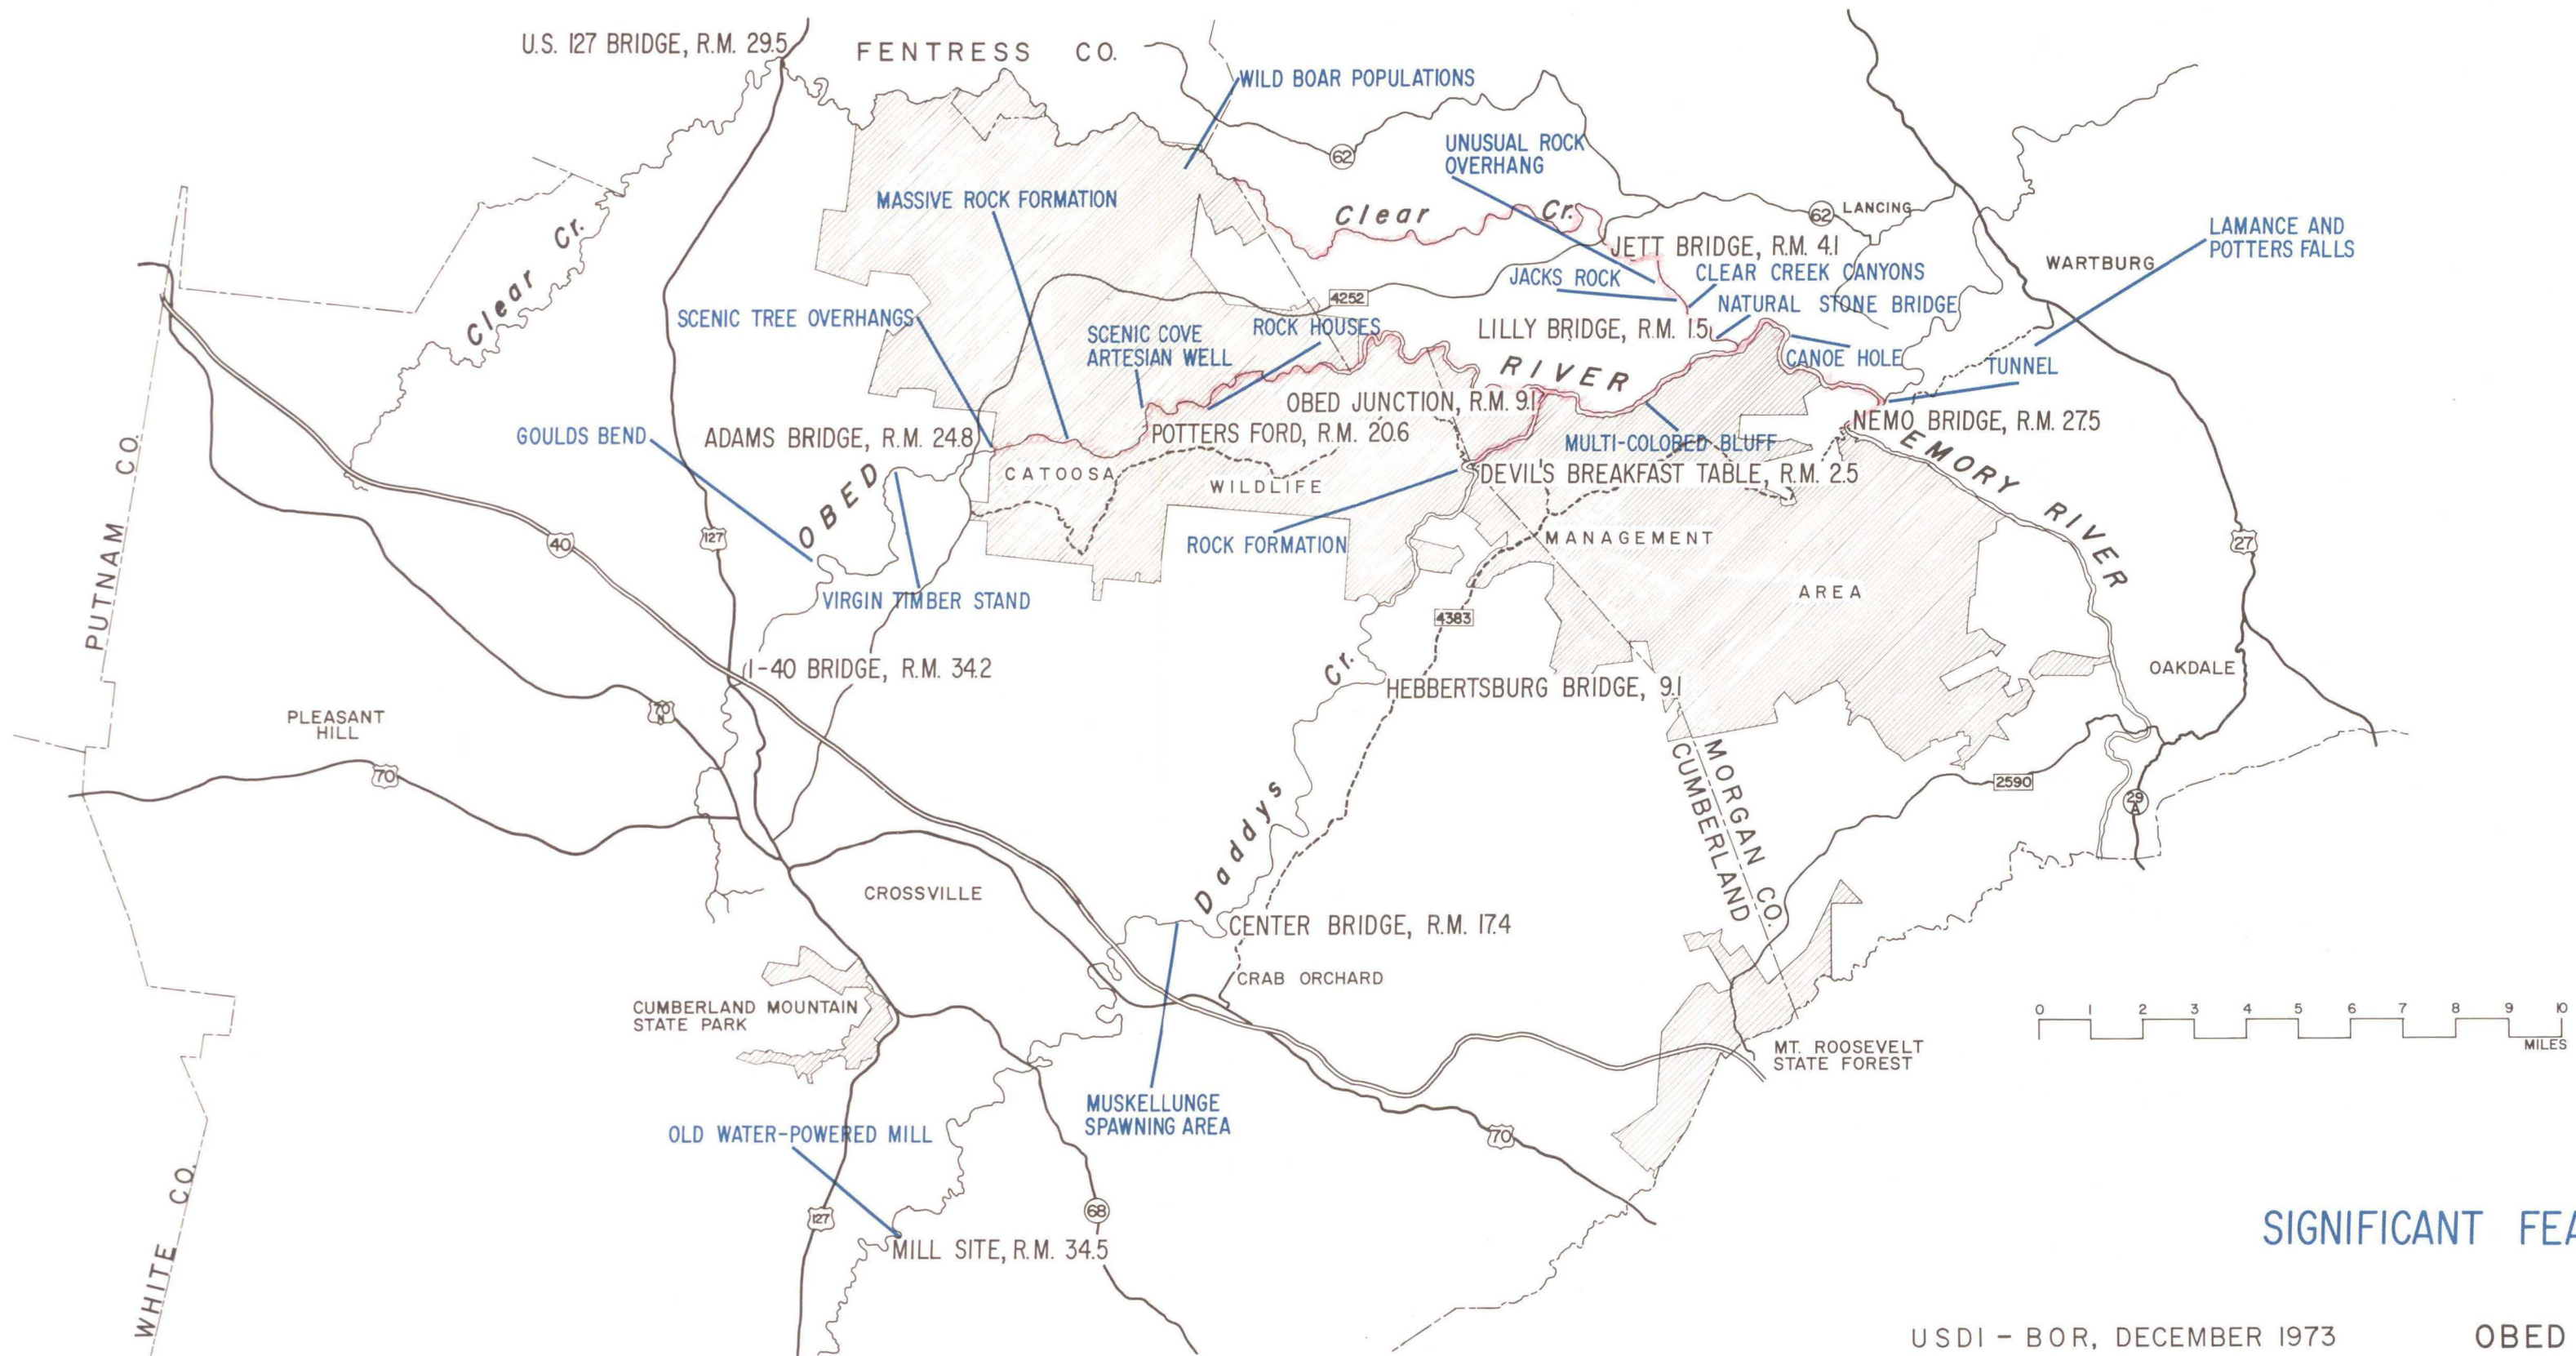 U.S. 127 BRIDGE, R.M. 29.5
FENTRESS CO.
WILD BOAR POPULATIONS
62
UNUSUAL ROCK
OVERHANG
MASSIVE ROCK FORMATION
Clear Cr.
62
LANCING
LAMANCE AND
POTTERS FALLS
Clear Cr.
JETT BRIDGE, R.M. 4.1
WARTBURG
JACKS ROCK
CLEAR CREEK CANYONS
4252
NATURAL STONE BRIDGE
SCENIC TREE OVERHANGS
SCENIC COVE
ARTESIAN WELL
ROCK HOUSES
LILLY BRIDGE, R.M. 1.5
CANOE HOLE
TUNNEL
RIVER
OBED JUNCTION, R.M. 9.1
NEMO BRIDGE, R.M. 27.5
GOULDS BEND
ADAMS BRIDGE, R.M. 24.8
POTTERS FORD, R.M. 20.6
MULTI-COLORED BLUFF
EMORY RIVER
OBED
CATOOSA
WILDLIFE
DEVIL'S BREAKFAST TABLE, R.M. 2.5
PUTNAM CO.
40
127
ROCK FORMATION
MANAGEMENT
27
VIRGIN TIMBER STAND
AREA
4383
I-40 BRIDGE, R.M. 34.2
Daddys Cr.
HEBBERTSBURG BRIDGE, 9.1
OAKDALE
PLEASANT
HILL
70
N
70
MORGAN CO.
CUMBERLAND
2590
29
A
CROSSVILLE
CENTER BRIDGE, R.M. 17.4
CRAB ORCHARD
CUMBERLAND MOUNTAIN
STATE PARK
0 1 2 3 4 5 6 7 8 9 10
MILES
MT. ROOSEVELT
STATE FOREST
MUSKELLUNGE
SPAWNING AREA
OLD WATER-POWERED MILL
70
WHITE CO.
127
68
MILL SITE, R.M. 34.5
SIGNIFICANT FEA
USDI - BOR, DECEMBER 1973
OBED